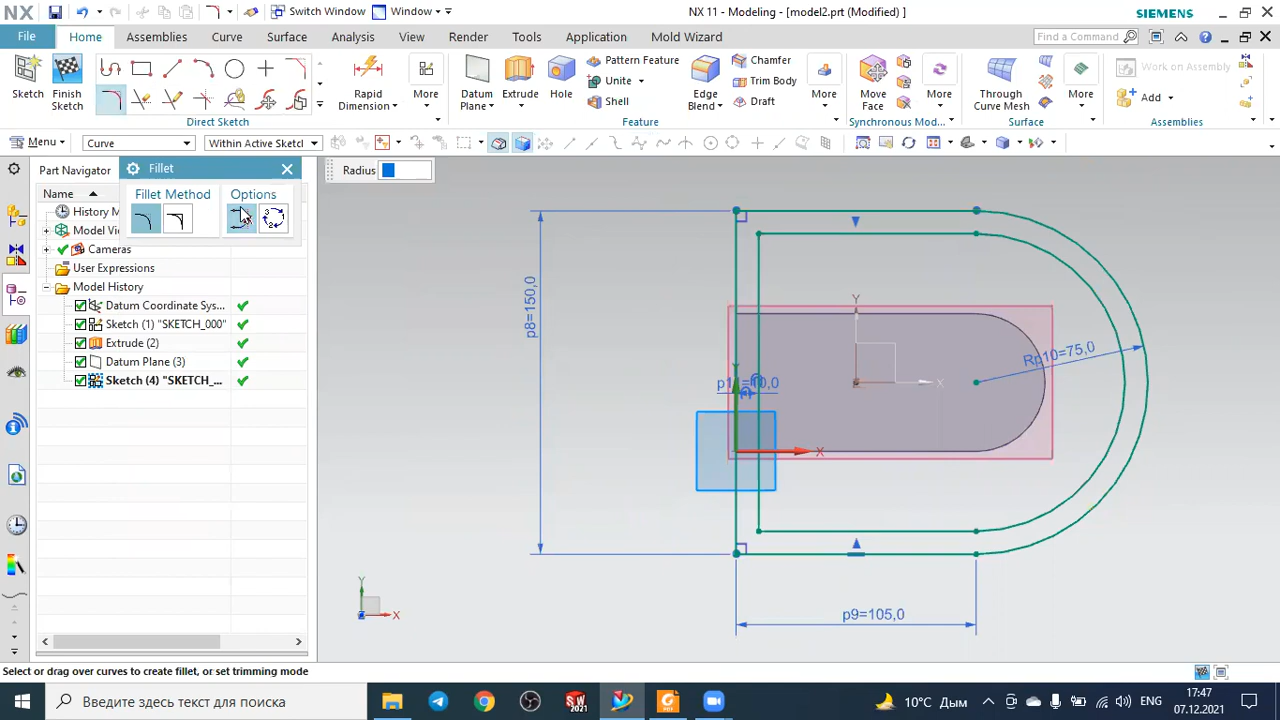 NX Switch Window Window NX 11 - Modeling - [model2.prt (Modified) ] SIEMENS
File Home Assemblies Curve Surface Analysis View Render Tools Application Mold Wizard Find a Command
Sketch Finish Sketch Rapid Dimension More Datum Plane Extrude Hole Pattern Feature Unite Shell Edge Blend Chamfer Trim Body Draft More Move Face More Through Curve Mesh More Work on Assembly Add
Direct Sketch Feature Synchronous Mod... Surface Assemblies
Menu Curve Within Active Sketcl
Part Navigator Fillet Radius
Name Fillet Method Options
History M
Model Vi
Cameras
User Expressions
Model History
Datum Coordinate Sys...
Sketch (1) "SKETCH_000"
Extrude (2)
Datum Plane (3)
Sketch (4) "SKETCH_...
p8=150,0
Y
Rp10=75,0
X
Y
X
p9=105,0
Y
X
Select or drag over curves to create fillet, or set trimming mode
Введите здесь текст для поиска
SW 2021
10°C Дым
ENG
17:47
07.12.2021